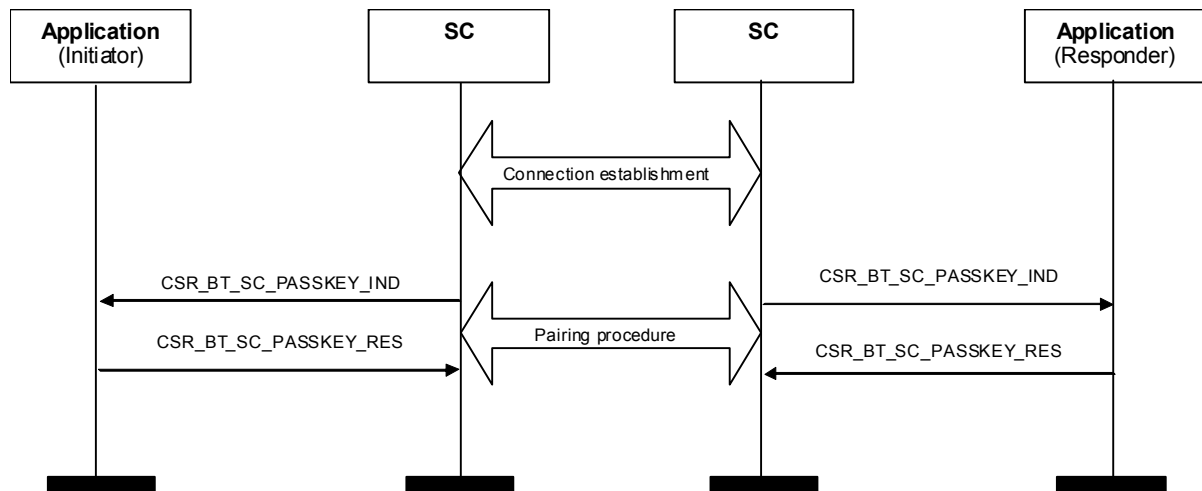 Application
(Initiator)
SC
SC
Application
(Responder)
Connection establishment
CSR_BT_SC_PASSKEY_IND
CSR_BT_SC_PASSKEY_IND
Pairing procedure
CSR_BT_SC_PASSKEY_RES
CSR_BT_SC_PASSKEY_RES